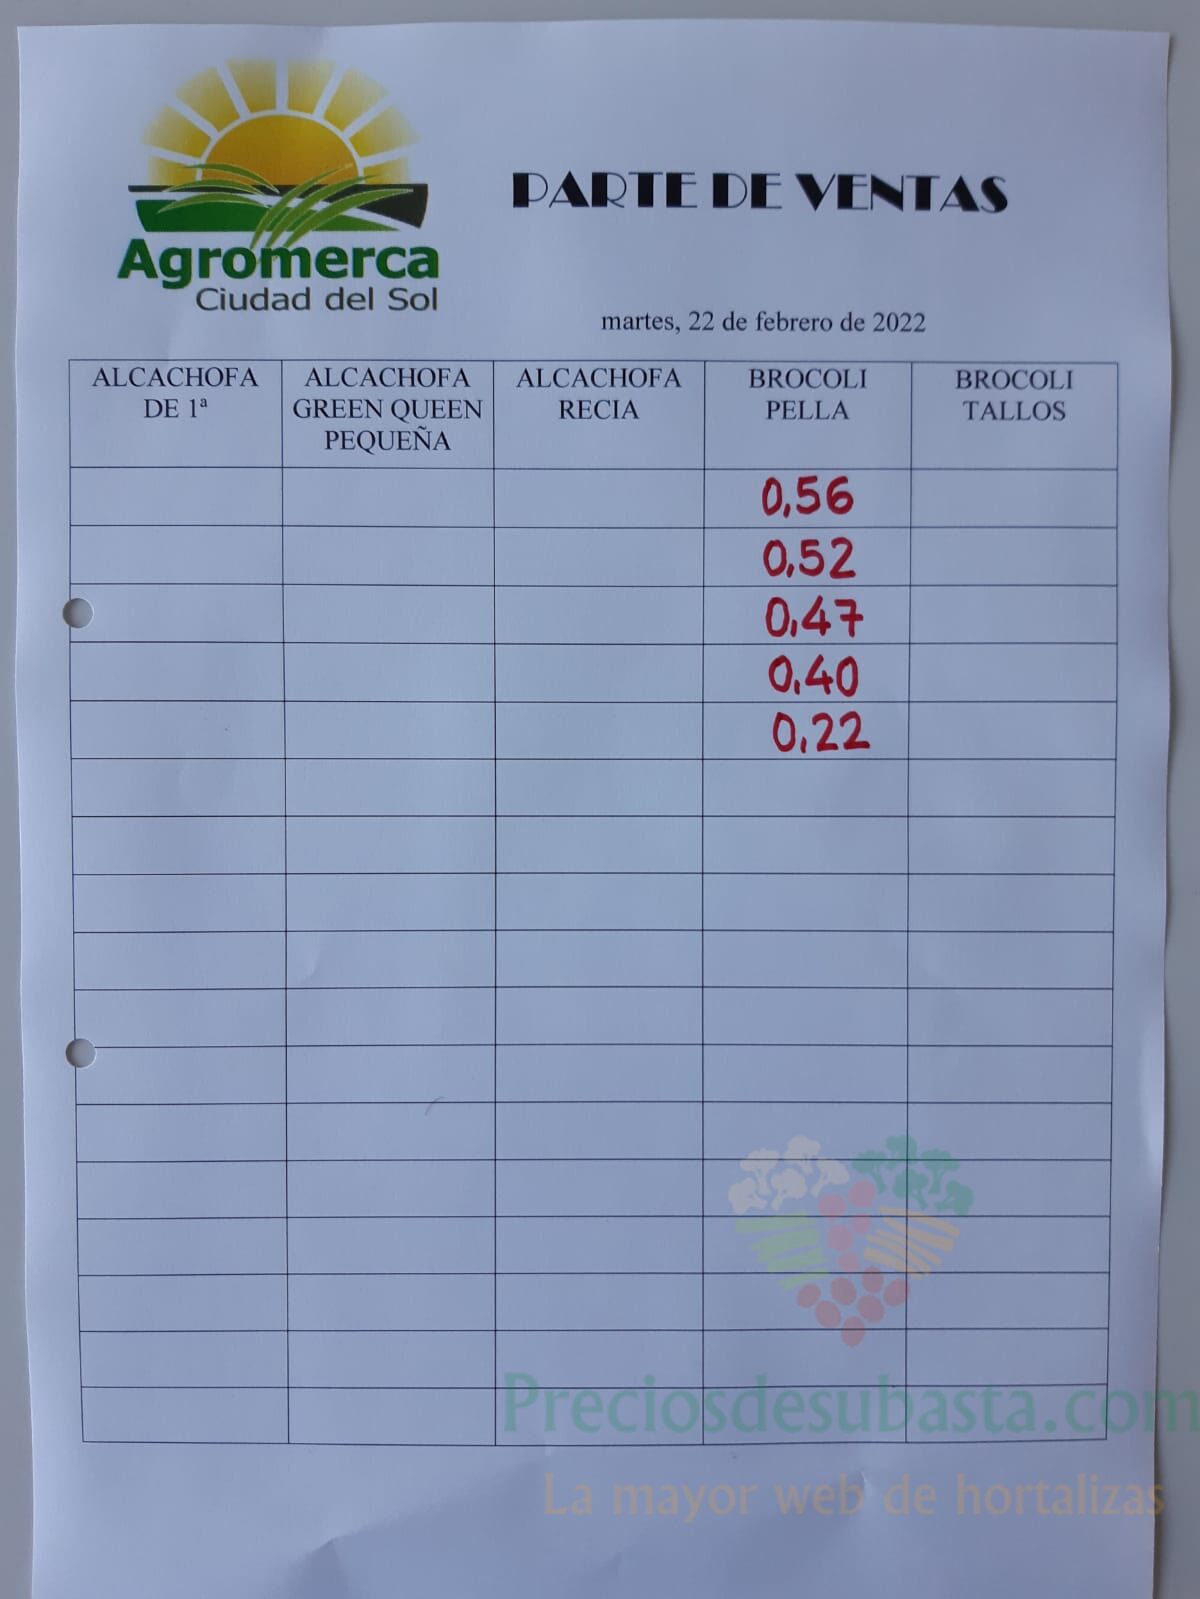 Agromerca
Ciudad del Sol
PARTE DE VENTAS
martes, 22 de febrero de 2022
ALCACHOFA DE 1ª
ALCACHOFA GREEN QUEEN PEQUEÑA
ALCACHOFA RECIA
BROCOLI PELLA
BROCOLI TALLOS
0,56
0,52
0,47
0,40
0,22
Preciosdesubasta.com
La mayor web de hortalizas